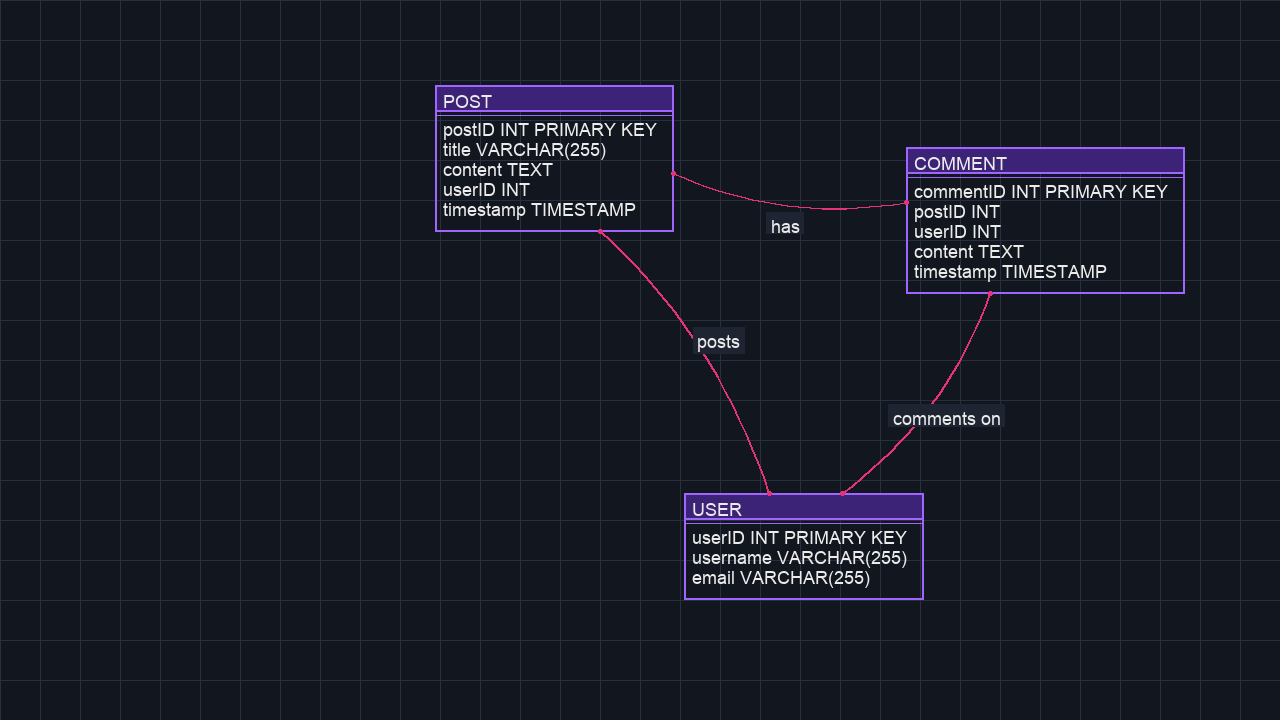 POST
postID INT PRIMARY KEY
title VARCHAR(255)
content TEXT
userID INT
timestamp TIMESTAMP
COMMENT
commentID INT PRIMARY KEY
postID INT
userID INT
content TEXT
timestamp TIMESTAMP
has
posts
comments on
USER
userID INT PRIMARY KEY
username VARCHAR(255)
email VARCHAR(255)